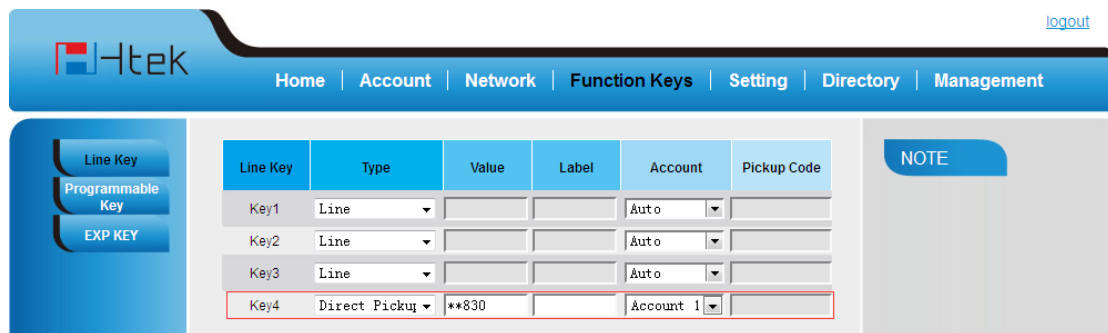 logout
Htek
Home | Account | Network | Function Keys | Setting | Directory | Management
Line Key
Programmable Key
EXP KEY
Line Key Type Value Label Account Pickup Code
Key1 Line Auto
Key2 Line Auto
Key3 Line Auto
Key4 Direct Pickup **830 Account 1
NOTE